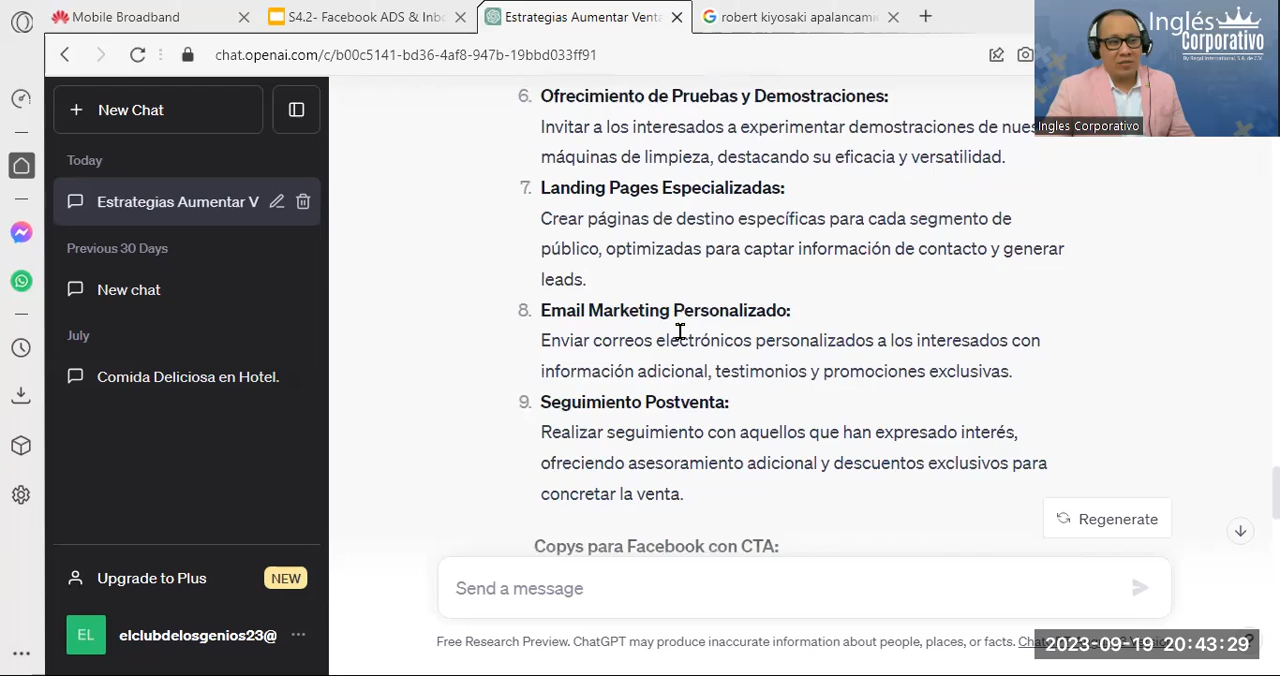 Mobile Broadband
S4.2- Facebook ADS & Inb
Estrategias Aumentar Venta
robert kiyosaki apalancamie
chat.openai.com/c/b00c5141-bd36-4af8-947b-19bbd033ff91
Inglés
Corporativo
By Regal International, S.A. de C.V.
Ingles Corporativo
New Chat
Today
Estrategias Aumentar V
Previous 30 Days
New chat
July
Comida Deliciosa en Hotel.
Upgrade to Plus
NEW
EL
elclubdelosgenios23@
6. Ofrecimiento de Pruebas y Demostraciones:
Invitar a los interesados a experimentar demostraciones de nues
máquinas de limpieza, destacando su eficacia y versatilidad.
7. Landing Pages Especializadas:
Crear páginas de destino específicas para cada segmento de
público, optimizadas para captar información de contacto y generar
leads.
8. Email Marketing Personalizado:
Enviar correos electrónicos personalizados a los interesados con
información adicional, testimonios y promociones exclusivas.
9. Seguimiento Postventa:
Realizar seguimiento con aquellos que han expresado interés,
ofreciendo asesoramiento adicional y descuentos exclusivos para
concretar la venta.
Regenerate
Copys para Facebook con CTA:
Send a message
Free Research Preview. ChatGPT may produce inaccurate information about people, places, or facts.
2023-09-19 20:43:29